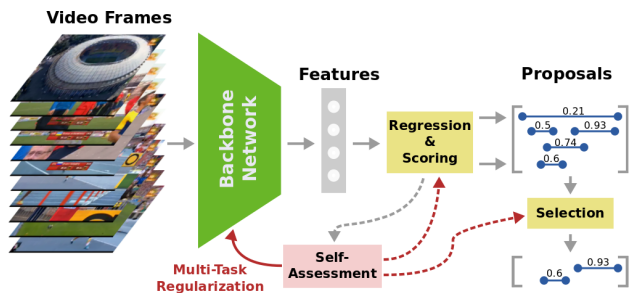 Video Frames
Backbone
Network
Features
Regression
&
Scoring
Proposals
0.21
0.5
0.93
0.74
0.6
Selection
Self-
Assessment
Multi-Task
Regularization
0.6
0.93